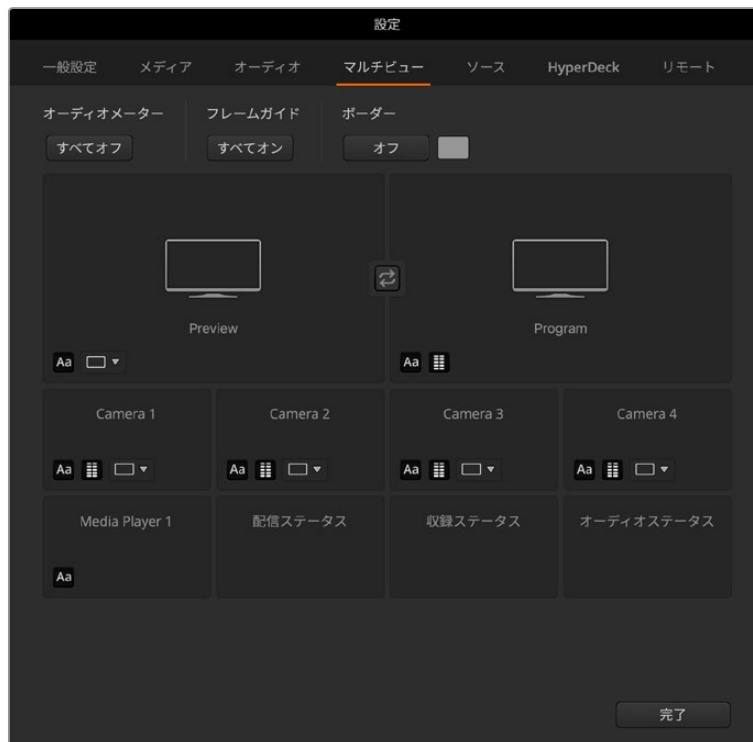 設定
一般設定 メディア オーディオ マルチビュー ソース HyperDeck リモート
オーディオメーター フレームガイド ボーダー
すべてオフ すべてオン オフ
Preview Program
Aa Aa
Camera 1 Camera 2 Camera 3 Camera 4
Aa Aa Aa Aa
Media Player 1 配信ステータス 収録ステータス オーディオステータス
Aa
完了